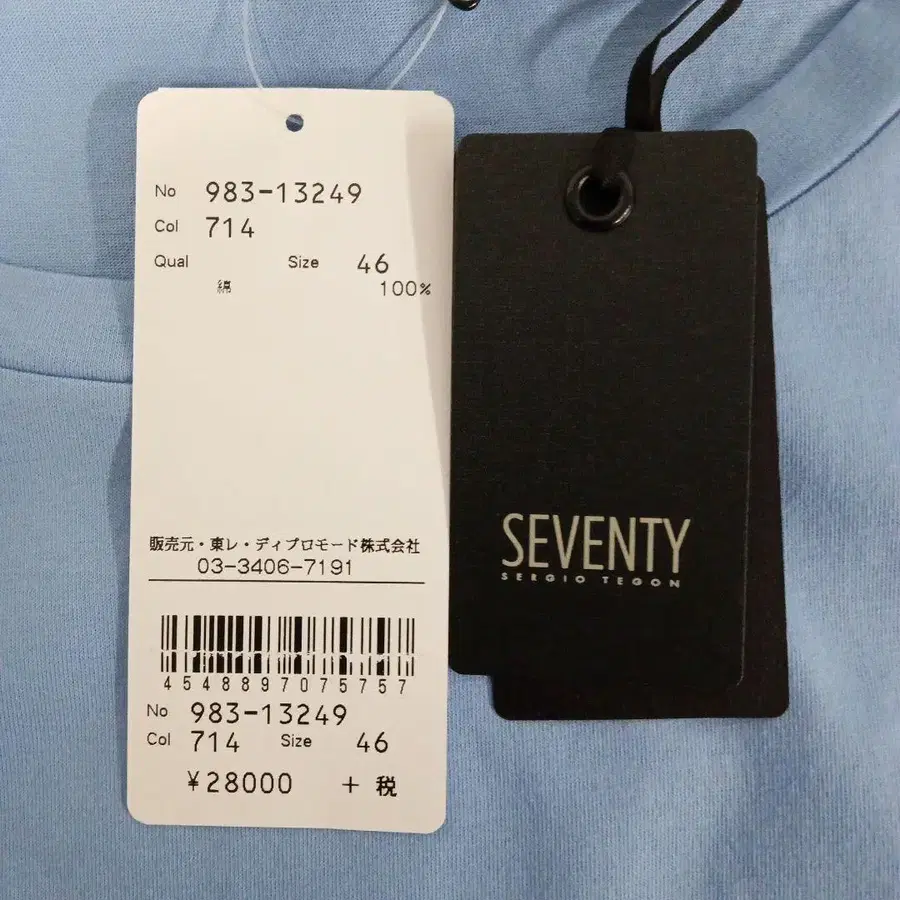 No 983-13249
Col 714
Qual Size 46
綿 100%
販売元・東レ・ディプロモード株式会社
03-3406-7191
4548897075757
No 983-13249
Col 714 Size 46
¥28000 + 税
SEVENTY
SERGIO TEGON